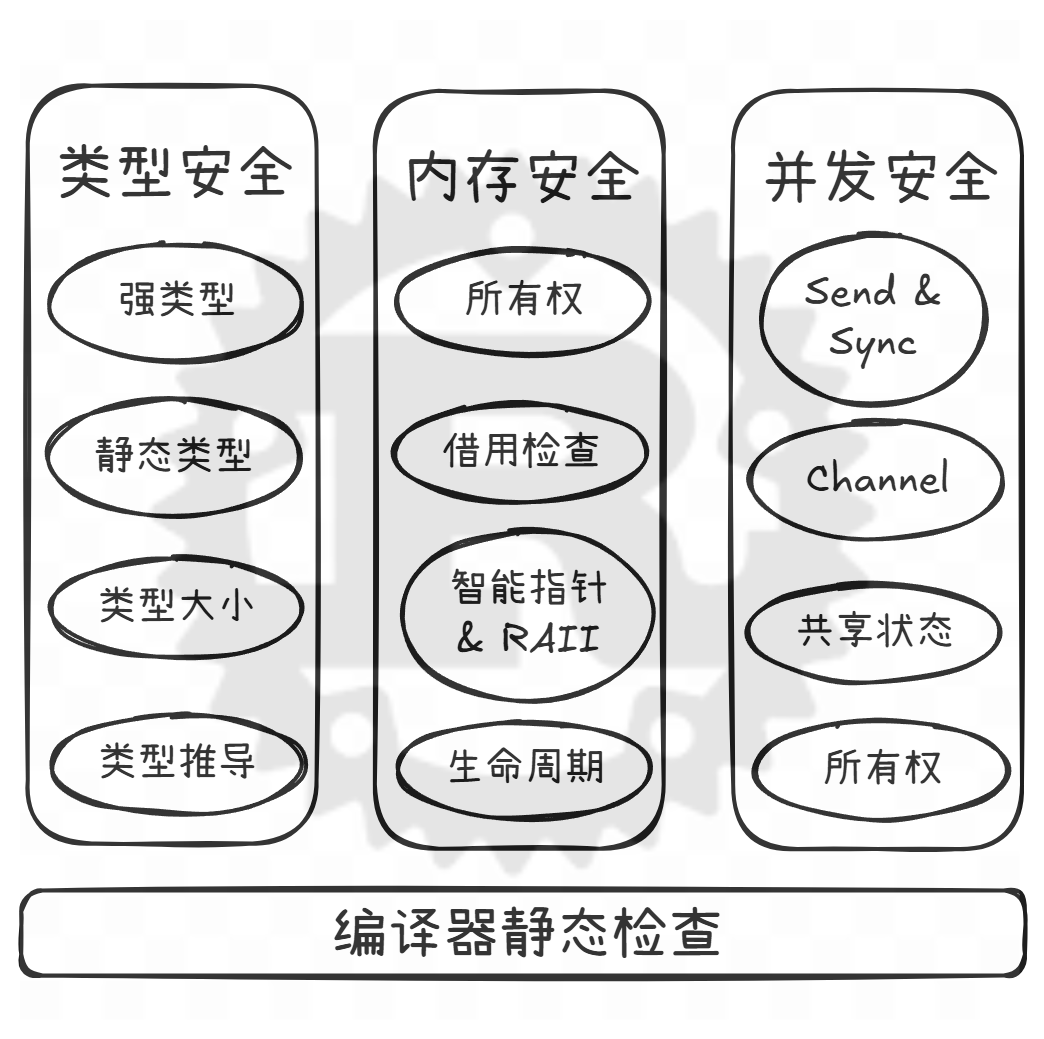 类型安全
强类型
静态类型
类型大小
类型推导
内存安全
所有权
借用检查
智能指针
& RAII
生命周期
并发安全
Send &
Sync
Channel
共享状态
所有权
编译器静态检查
R